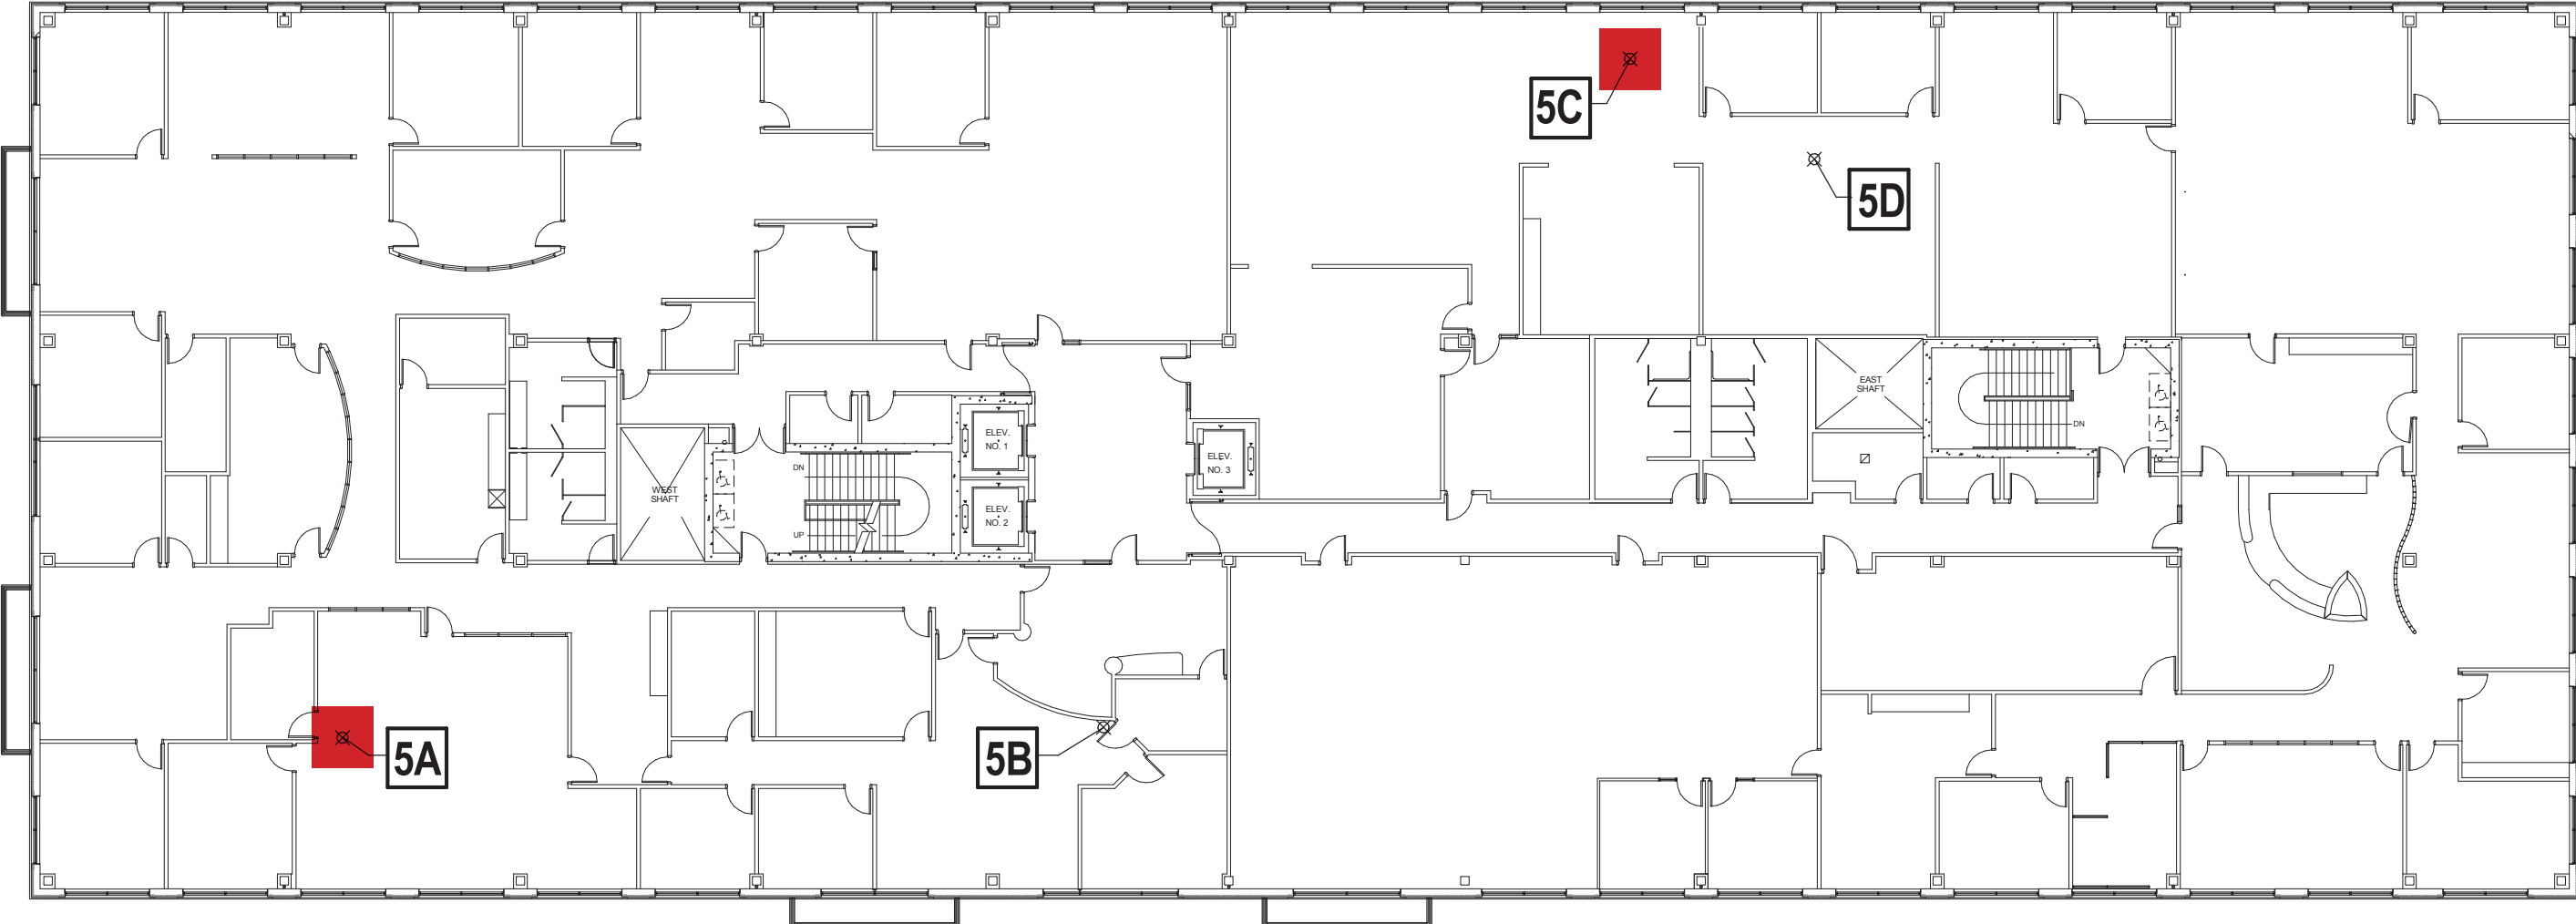 5C
5D
EAST
SHAFT
DN
ELEV.
NO. 1
ELEV.
NO. 3
DN
WEST
SHAFT
ELEV.
NO. 2
UP
5A
5B